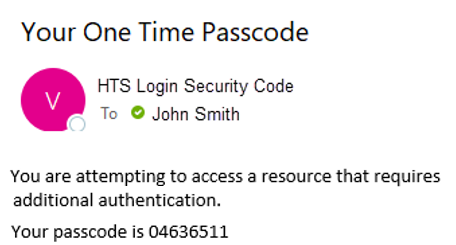 Your One Time Passcode
V
HTS Login Security Code
To John Smith
You are attempting to access a resource that requires
additional authentication.
Your passcode is 04636511